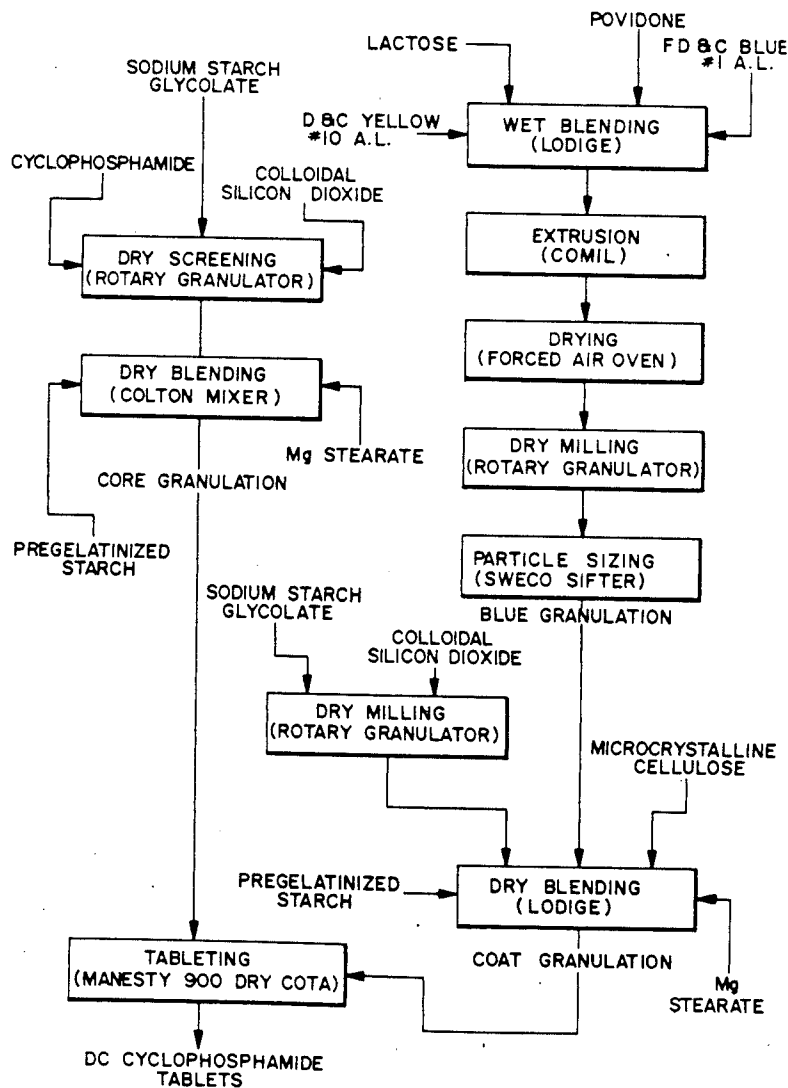 POVIDONE
LACTOSE
FD & C BLUE
#1 A.L.
SODIUM STARCH
GLYCOLATE
D & C YELLOW
#10 A.L.
WET BLENDING
(LODIGE)
CYCLOPHOSPHAMIDE
COLLOIDAL
SILICON DIOXIDE
DRY SCREENING
(ROTARY GRANULATOR)
EXTRUSION
(COMIL)
DRYING
(FORCED AIR OVEN)
DRY BLENDING
(COLTON MIXER)
Mg STEARATE
DRY MILLING
(ROTARY GRANULATOR)
CORE GRANULATION
PREGELATINIZED
STARCH
PARTICLE SIZING
(SWECO SIFTER)
BLUE GRANULATION
SODIUM STARCH
GLYCOLATE
COLLOIDAL
SILICON DIOXIDE
DRY MILLING
(ROTARY GRANULATOR)
MICROCRYSTALLINE
CELLULOSE
PREGELATINIZED
STARCH
DRY BLENDING
(LODIGE)
TABLETING
(MANESTY 900 DRY COTA)
COAT GRANULATION
Mg
STEARATE
DC CYCLOPHOSPHAMIDE
TABLETS